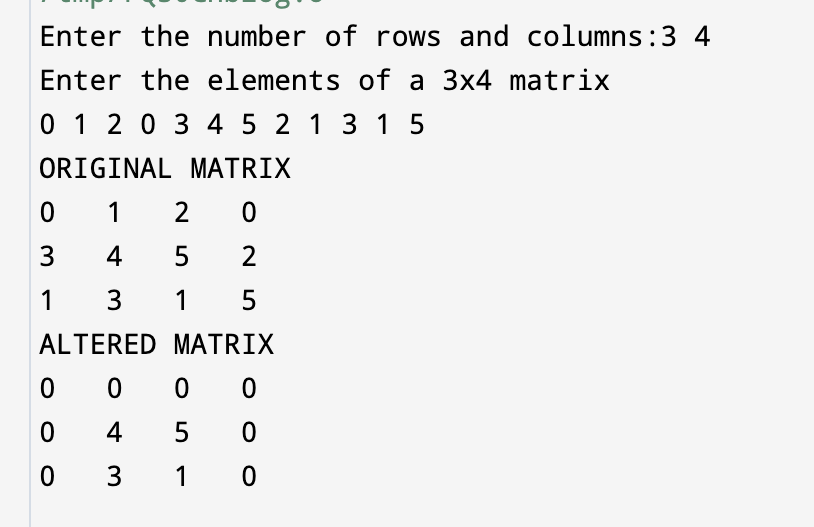 Enter the number of rows and columns:3 4
Enter the elements of a 3x4 matrix
0 1 2 0 3 4 5 2 1 3 1 5
ORIGINAL MATRIX
0 1 2 0
3 4 5 2
1 3 1 5
ALTERED MATRIX
0 0 0 0
0 4 5 0
0 3 1 0